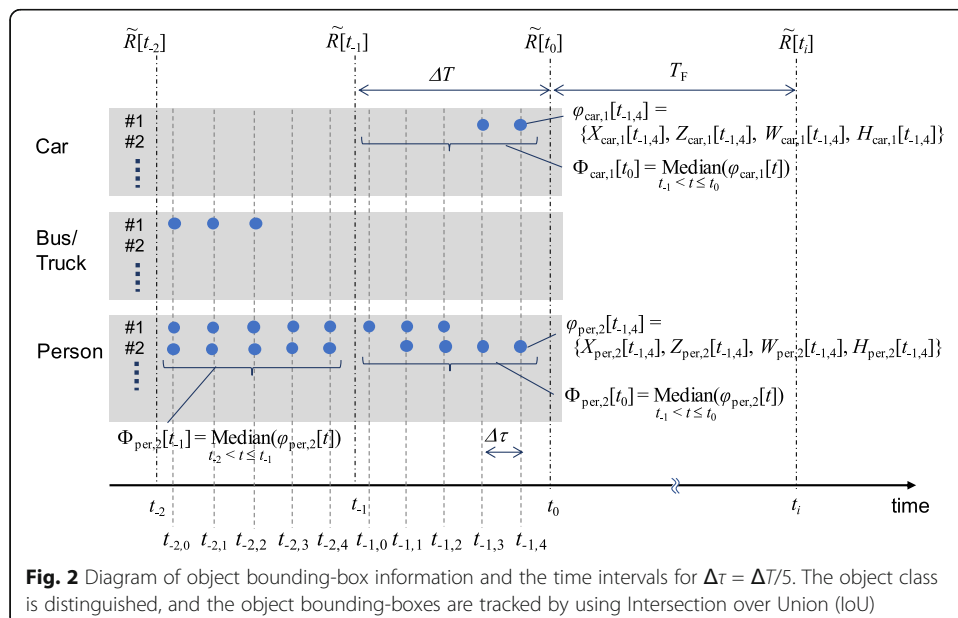 R̃[t-2] R̃[t-1] R̃[t0] R̃[ti]
ΔT TF
Car
#1
#2
φcar,1[t-1,4] =
{Xcar,1[t-1,4], Zcar,1[t-1,4], Wcar,1[t-1,4], Hcar,1[t-1,4]}
Φcar,1[t0] = Median(φcar,1[t])
t-1 < t ≤ t0
Bus/
Truck
#1
#2
Person
#1
#2
φper,2[t-1,4] =
{Xper,2[t-1,4], Zper,2[t-1,4], Wper,2[t-1,4], Hper,2[t-1,4]}
Φper,2[t0] = Median(φper,2[t])
t-1 < t ≤ t0
Φper,2[t-1] = Median(φper,2[t])
t-2 < t ≤ t-1
Δτ
t-2 t-1 t0 ti time
t-2,0 t-2,1 t-2,2 t-2,3 t-2,4 t-1,0 t-1,1 t-1,2 t-1,3 t-1,4
Fig. 2 Diagram of object bounding-box information and the time intervals for Δτ = ΔT/5. The object class
is distinguished, and the object bounding-boxes are tracked by using Intersection over Union (IoU)